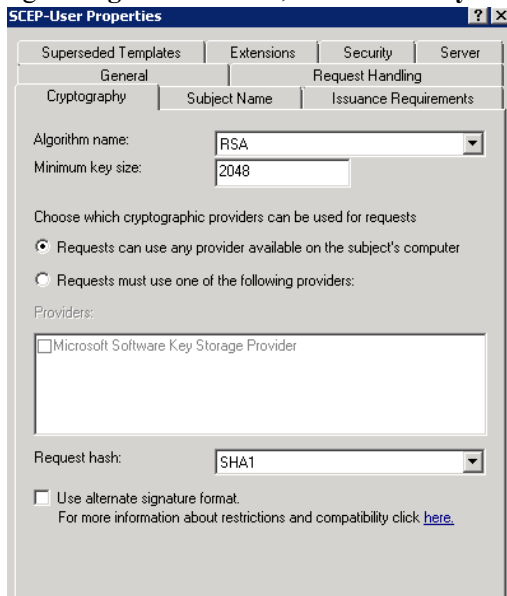 SCEP-User Properties
Superseded Templates Extensions Security Server
General Request Handling
Cryptography Subject Name Issuance Requirements
Algorithm name: RSA
Minimum key size: 2048
Choose which cryptographic providers can be used for requests
Requests can use any provider available on the subject's computer
Requests must use one of the following providers:
Providers:
Microsoft Software Key Storage Provider
Request hash: SHA1
Use alternate signature format.
For more information about restrictions and compatibility click here.